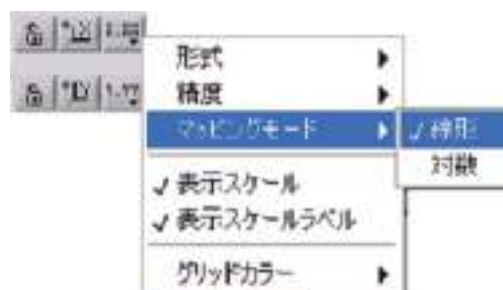 形式
精度
マッピングモード
✓ 線形
対数
✓ 表示スケール
✓ 表示スケールラベル
グリッドカラー